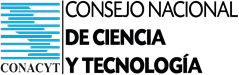 CONSEJO NACIONAL
DE CIENCIA
Y TECNOLOGÍA
CONACYT